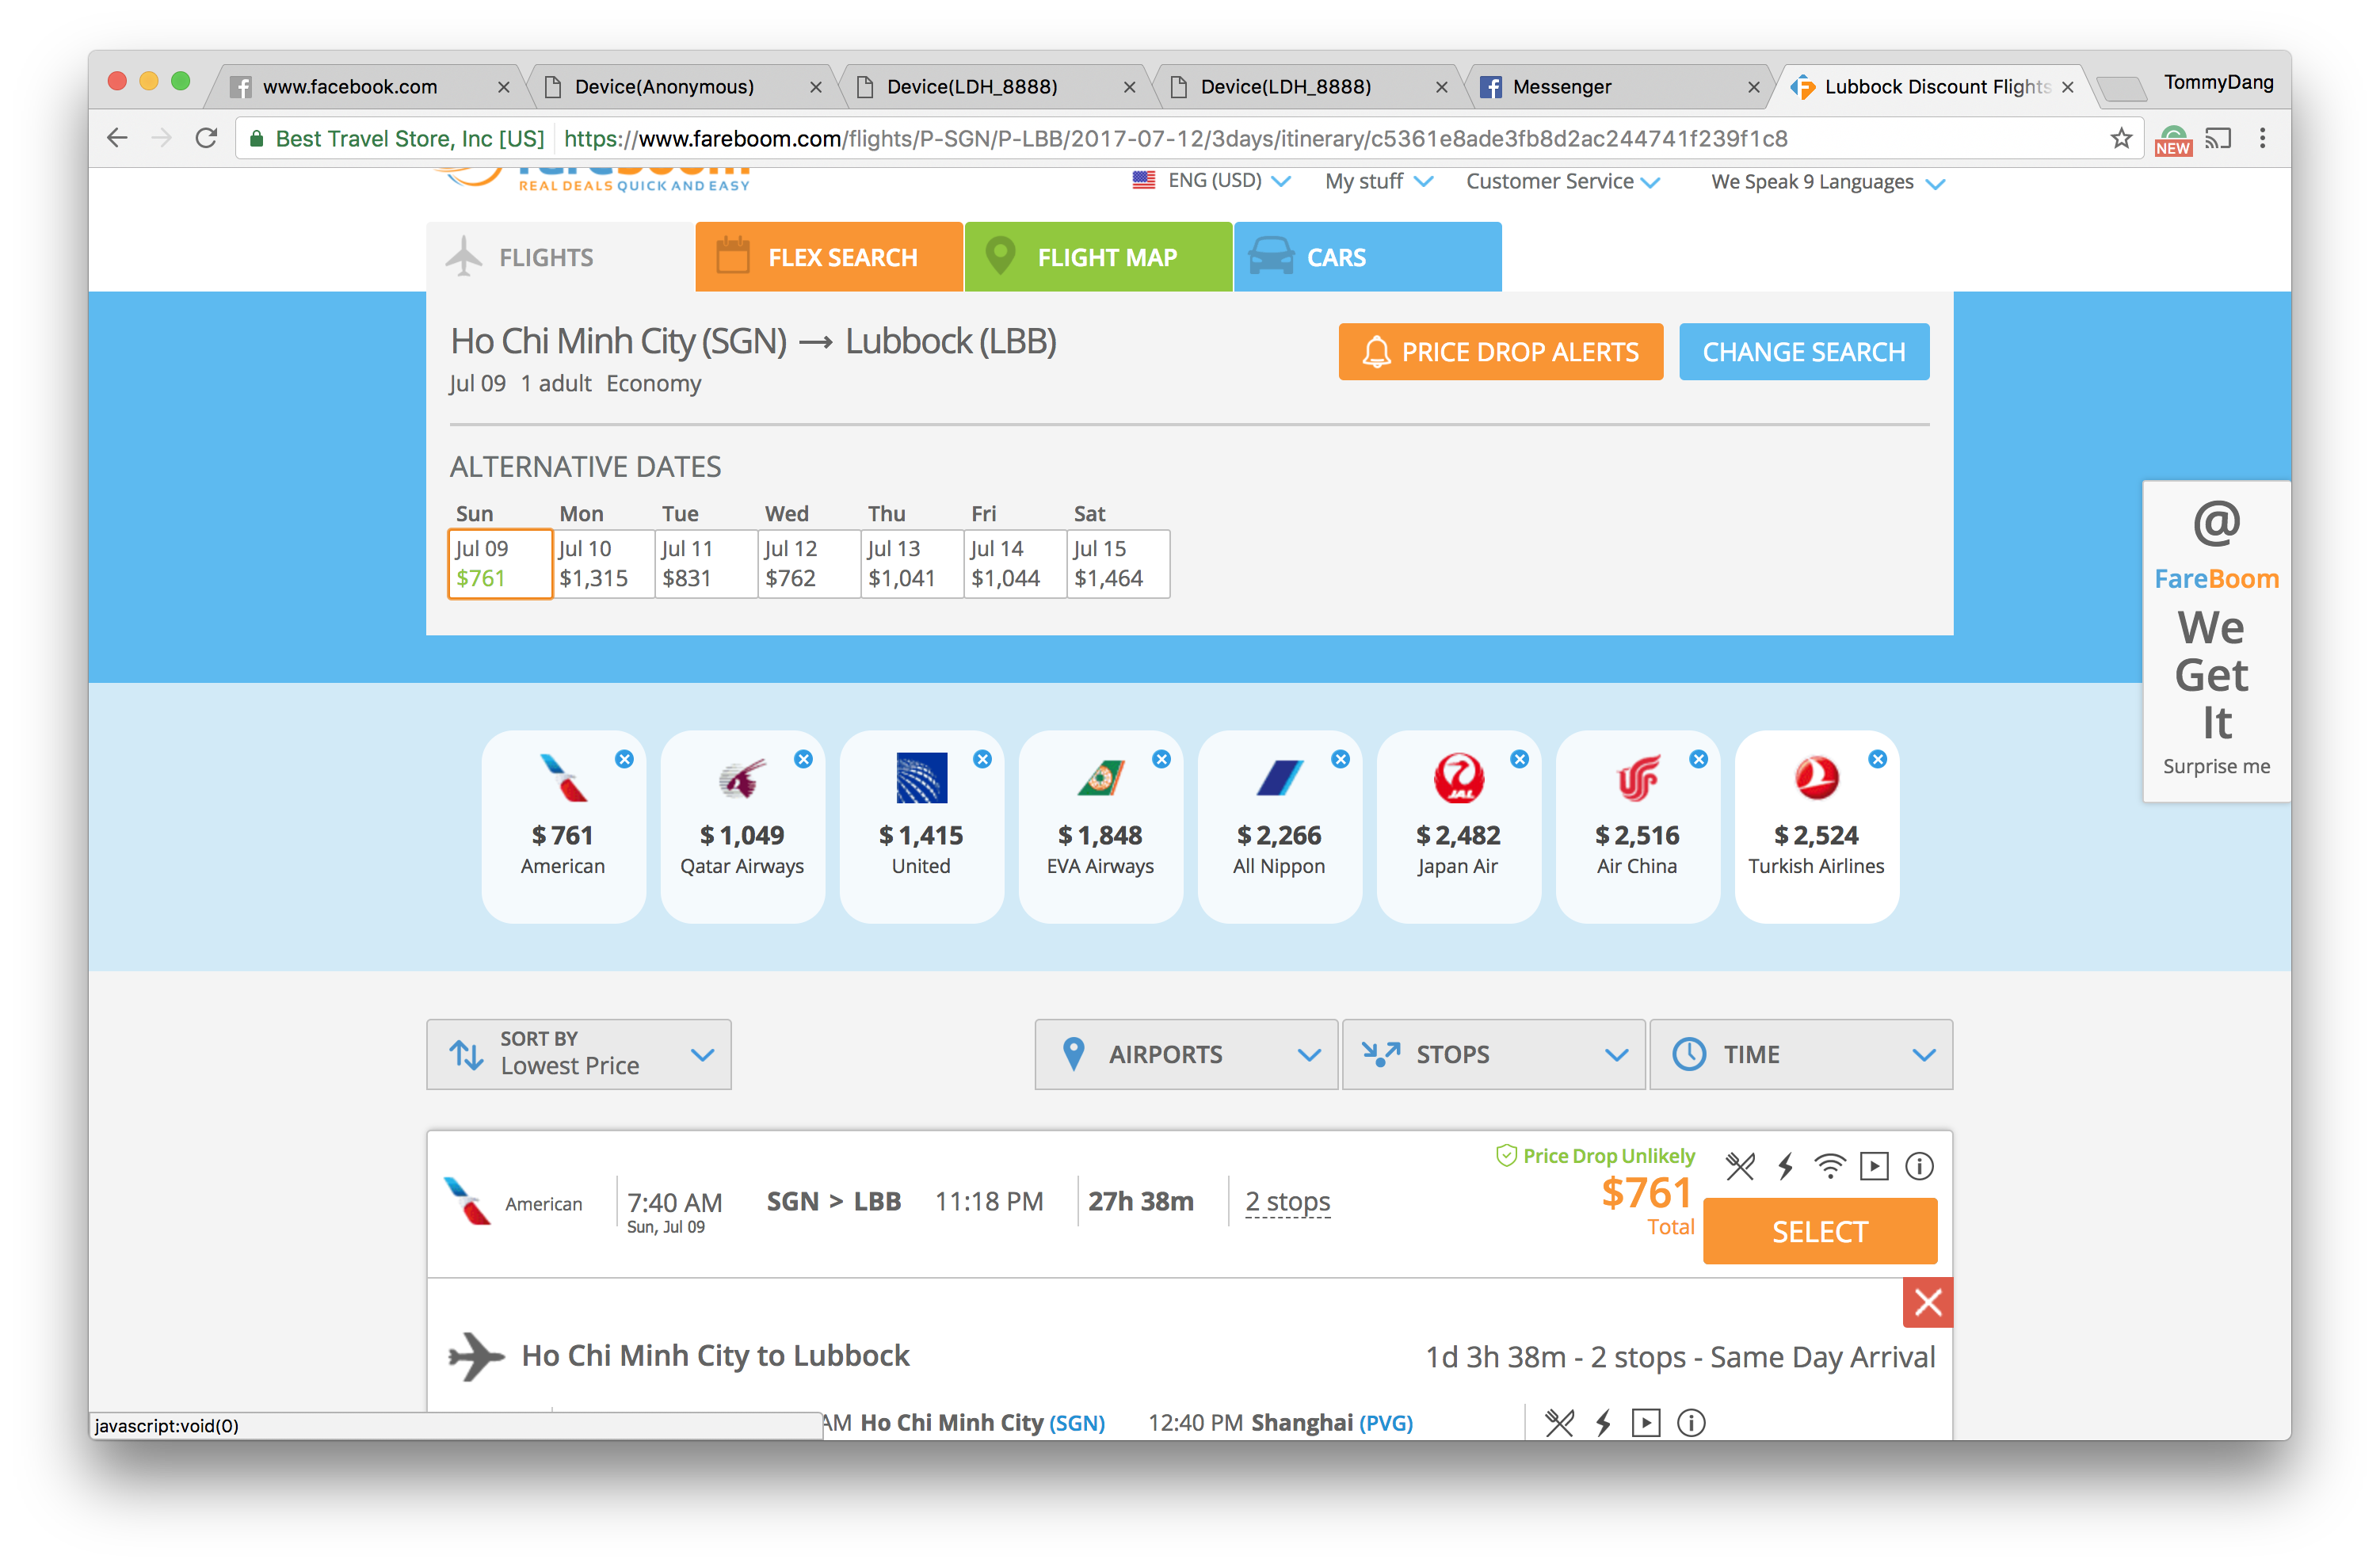 www.facebook.com
Device(Anonymous)
Device(LDH_8888)
Device(LDH_8888)
Messenger
Lubbock Discount Flights
TommyDang
Best Travel Store, Inc [US]
https://www.fareboom.com/flights/P-SGN/P-LBB/2017-07-12/3days/itinerary/c5361e8ade3fb8d2ac244741f239f1c8
NEW
REAL DEALS QUICK AND EASY
ENG (USD)
My stuff
Customer Service
We Speak 9 Languages
FLIGHTS
FLEX SEARCH
FLIGHT MAP
CARS
Ho Chi Minh City (SGN) → Lubbock (LBB)
Jul 09 1 adult Economy
PRICE DROP ALERTS
CHANGE SEARCH
ALTERNATIVE DATES
Sun Mon Tue Wed Thu Fri Sat
Jul 09 Jul 10 Jul 11 Jul 12 Jul 13 Jul 14 Jul 15
$761 $1,315 $831 $762 $1,041 $1,044 $1,464
@
FareBoom
We
Get
It
Surprise me
JAL
$ 761 $ 1,049 $ 1,415 $ 1,848 $ 2,266 $ 2,482 $ 2,516 $ 2,524
American Qatar Airways United EVA Airways All Nippon Japan Air Air China Turkish Airlines
SORT BY
Lowest Price
AIRPORTS
STOPS
TIME
Price Drop Unlikely
American
7:40 AM
Sun, Jul 09
SGN > LBB
11:18 PM
27h 38m
2 stops
$761
Total
SELECT
Ho Chi Minh City to Lubbock
1d 3h 38m - 2 stops - Same Day Arrival
AM Ho Chi Minh City (SGN)
12:40 PM Shanghai (PVG)
javascript:void(0)